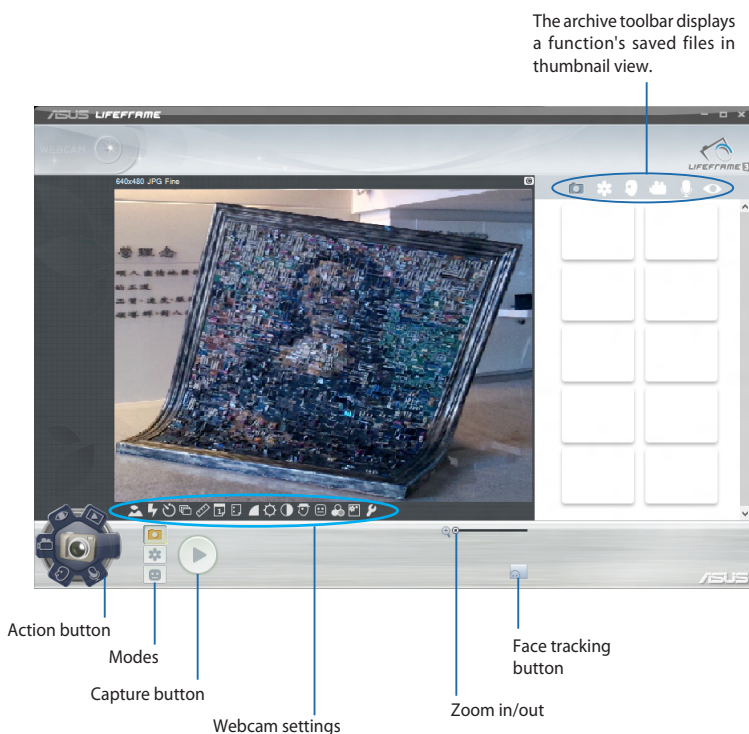 The archive toolbar displays
a function's saved files in
thumbnail view.
ASUS LIFEFRAME
WEBCAM
LIFEFRAME 3
640x480 JPG Fine
ASUS
Action button
Modes
Capture button
Webcam settings
Zoom in/out
Face tracking
button